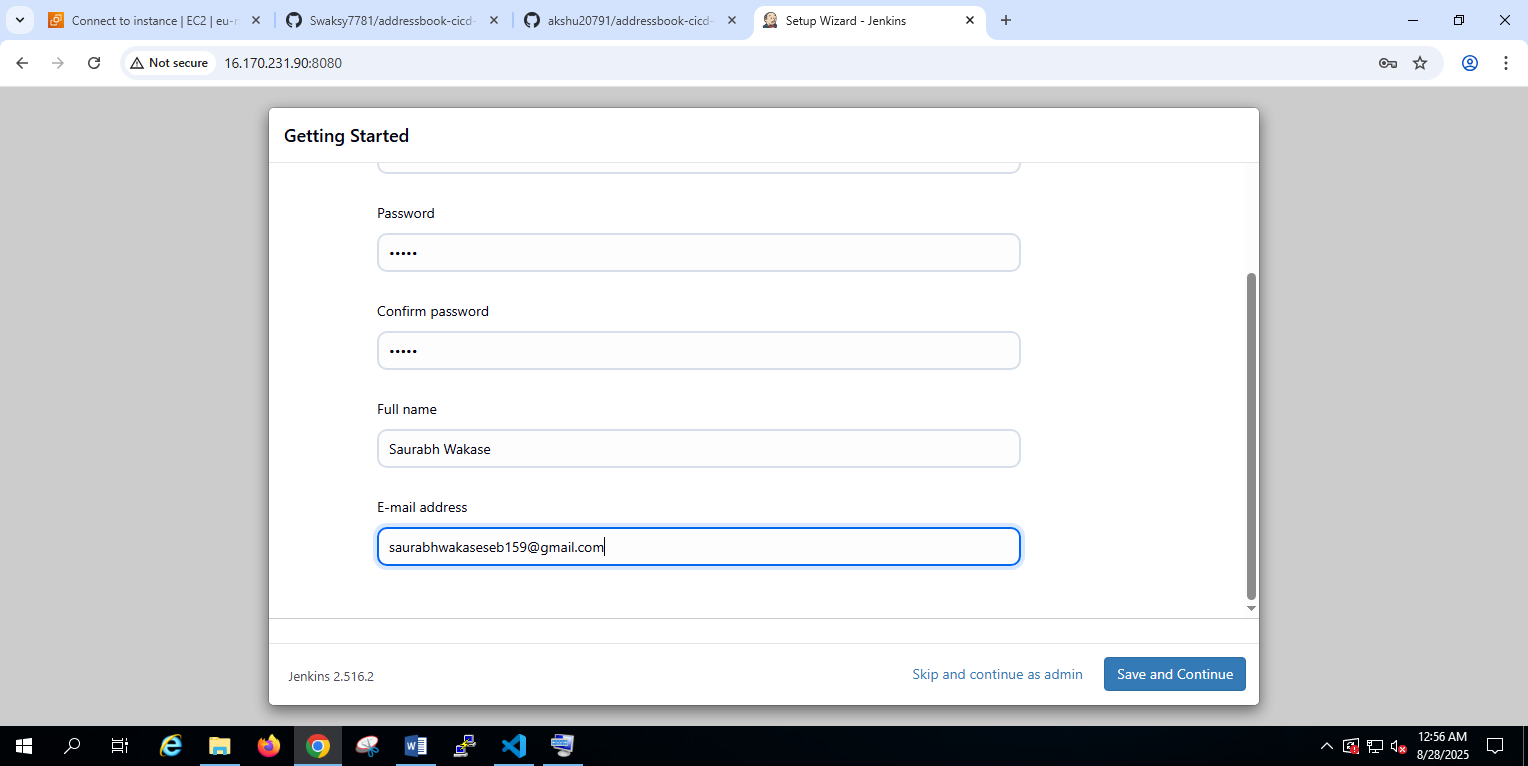 Connect to instance | EC2 | eu-n
Swaksy7781/addressbook-cicd-
akshu20791/addressbook-cicd-
Setup Wizard - Jenkins
Not secure
16.170.231.90:8080
Getting Started
Password
•••••
Confirm password
•••••
Full name
Saurabh Wakase
E-mail address
saurabhwakaseseb159@gmail.com
Jenkins 2.516.2
Skip and continue as admin
Save and Continue
12:56 AM
8/28/2025